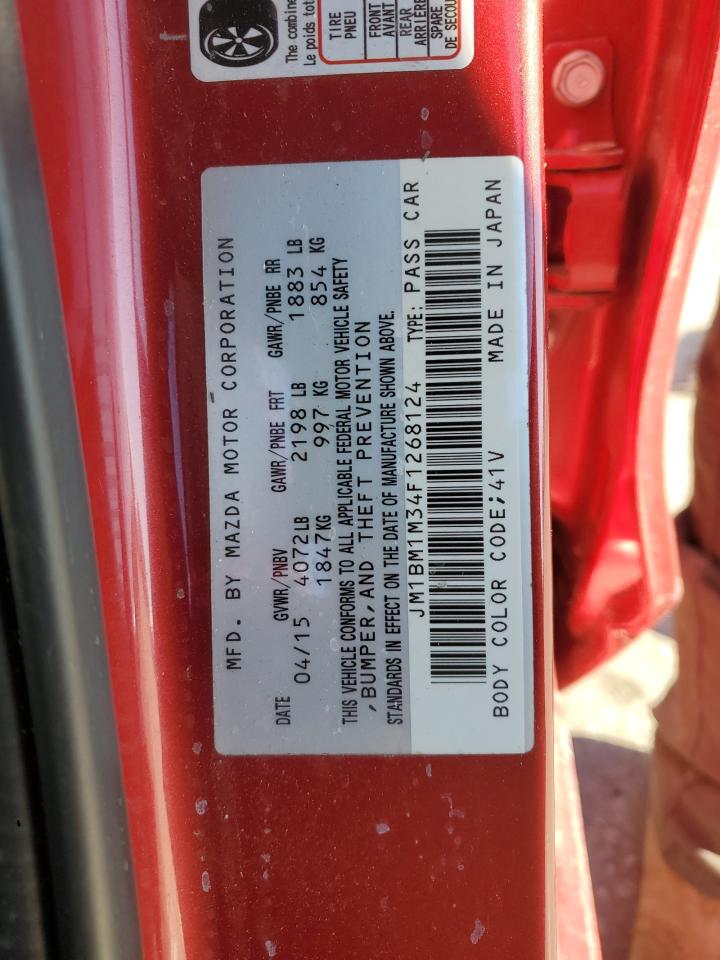 The combine
Le poids tot
TIRE
PNEU
FRONT
AVANT
REAR
ARRIÈRE
SPARE
DE SECOU
MFD. BY MAZDA MOTOR CORPORATION
DATE GVWR/PNBV GAWR/PNBE FRT GAWR/PNBE RR
04/15 4072LB 2198 LB 1883 LB
1847KG 997 KG 854 KG
THIS VEHICLE CONFORMS TO ALL APPLICABLE FEDERAL MOTOR VEHICLE SAFETY
,BUMPER,AND THEFT PREVENTION
STANDARDS IN EFFECT ON THE DATE OF MANUFACTURE SHOWN ABOVE.
JM1BM1M34F1268124 TYPE: PASS CAR
BODY COLOR CODE;41V MADE IN JAPAN